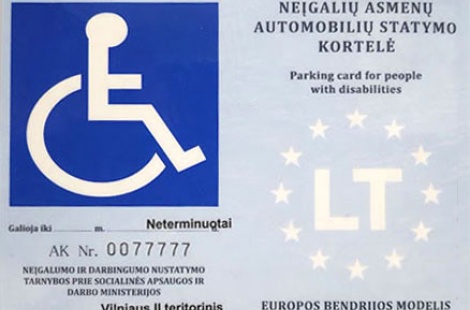 NEĮGALIŲ ASMENŲ
AUTOMOBILIŲ STATYMO
KORTELĖ
Parking card for people
with disabilities
LT
EUROPOS BENDRIJOS MODELIS
Galioja iki m. Neterminuotai
AK Nr. 0077777
NEĮGALUMO IR DARBINGUMO NUSTATYMO
TARNYBOS PRIE SOCIALINĖS APSAUGOS IR
DARBO MINISTERIJOS
Vilniaus II teritorinis